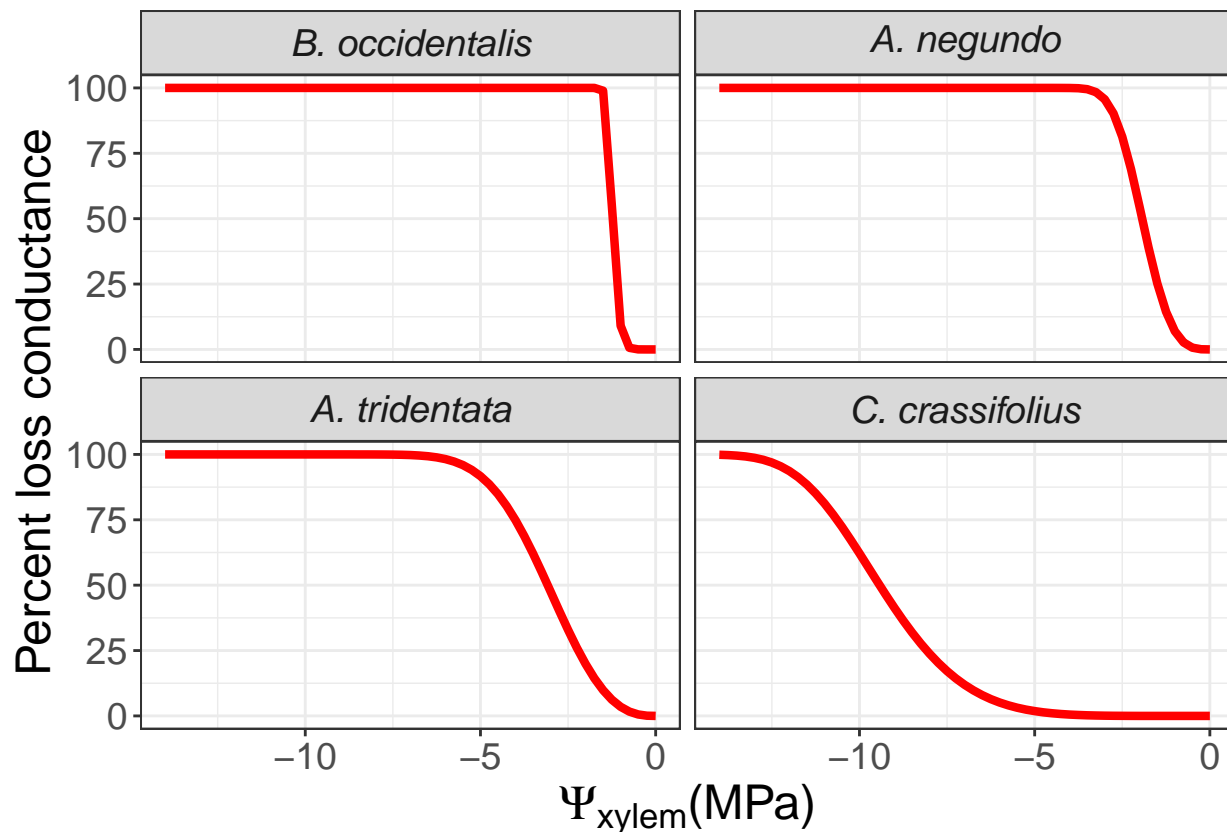 B. occidentalis
A. negundo
A. tridentata
C. crassifolius
Percent loss conductance
100
75
50
25
0
100
75
50
25
0
−10
−5
0
−10
−5
0
Ψxylem(MPa)